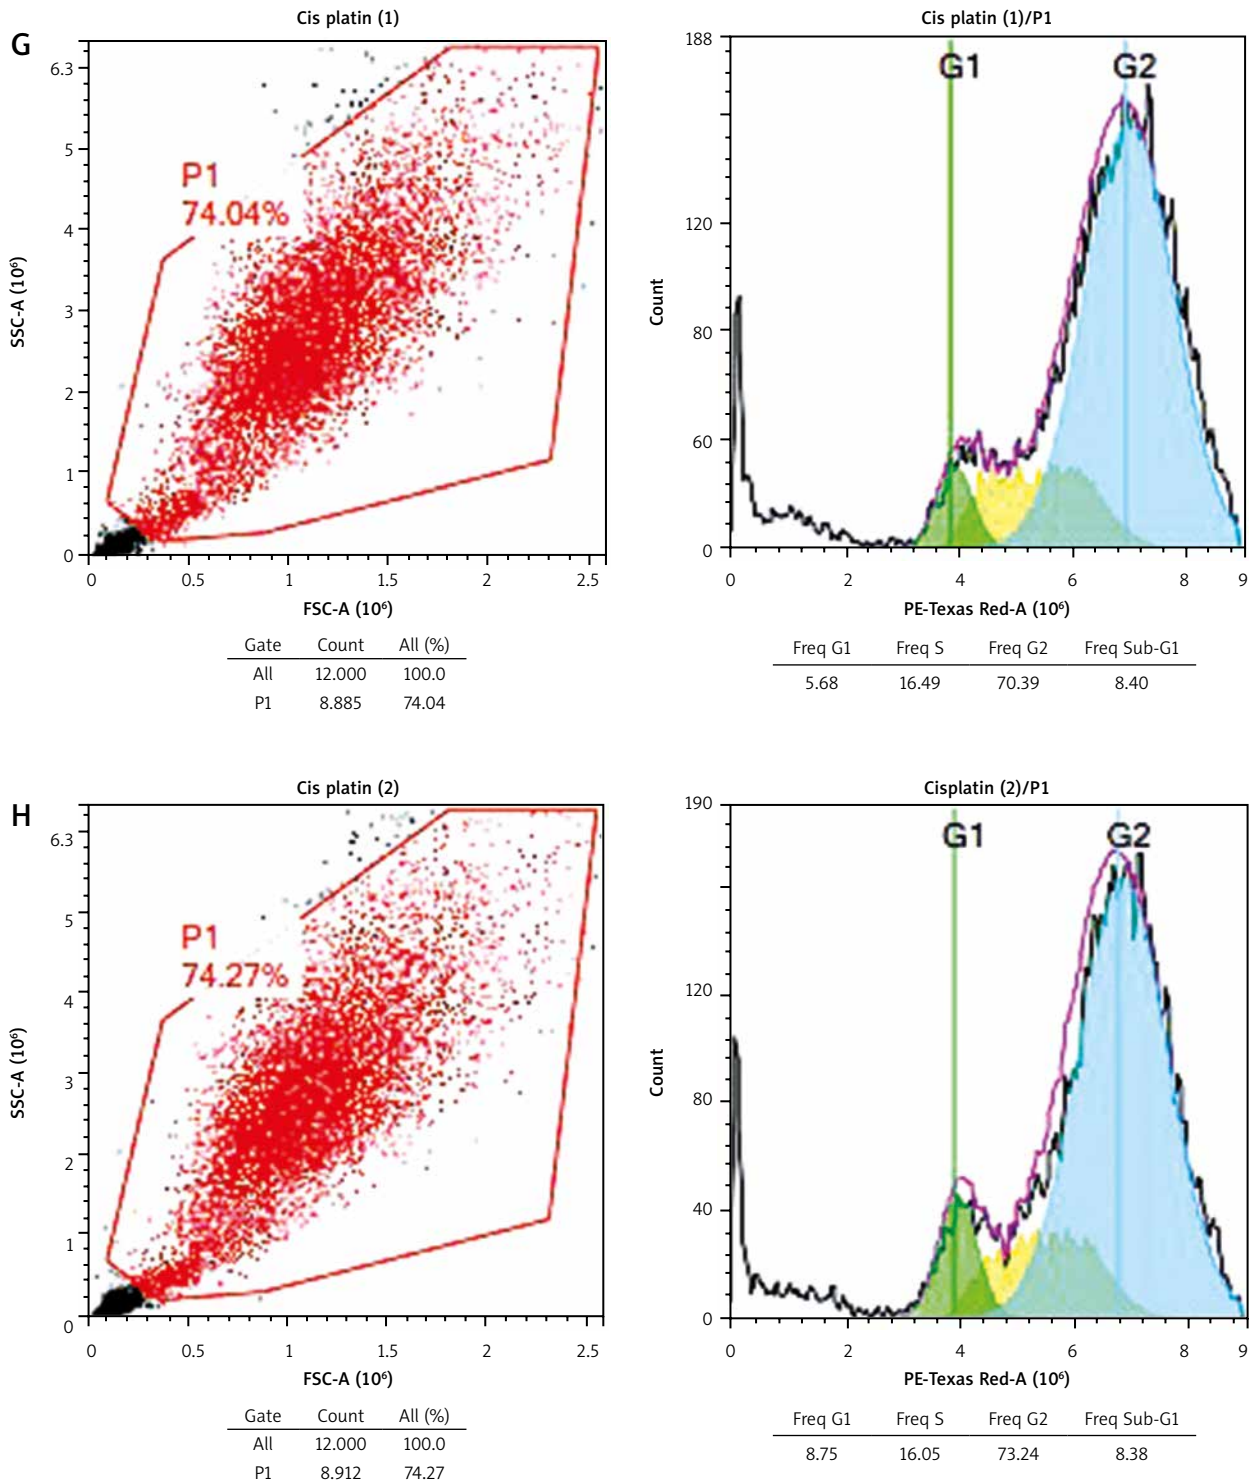 G
Cis platin (1)
6.3
5
4
3
2
1
0
SSC-A (10⁶)
P1
74.04%
0 0.5 1 1.5 2 2.5
FSC-A (10⁶)
Gate Count All (%)
All 12.000 100.0
P1 8.885 74.04
Cis platin (1)/P1
188
120
80
60
0
Count
G1 G2
0 2 4 6 8 9
PE-Texas Red-A (10⁶)
Freq G1 Freq S Freq G2 Freq Sub-G1
5.68 16.49 70.39 8.40
H
Cis platin (2)
6.3
5
4
3
2
1
0
SSC-A (10⁶)
P1
74.27%
0 0.5 1 1.5 2 2.5
FSC-A (10⁶)
Gate Count All (%)
All 12.000 100.0
P1 8.912 74.27
Cisplatin (2)/P1
190
120
80
40
0
Count
G1 G2
0 2 4 6 8 9
PE-Texas Red-A (10⁶)
Freq G1 Freq S Freq G2 Freq Sub-G1
8.75 16.05 73.24 8.38